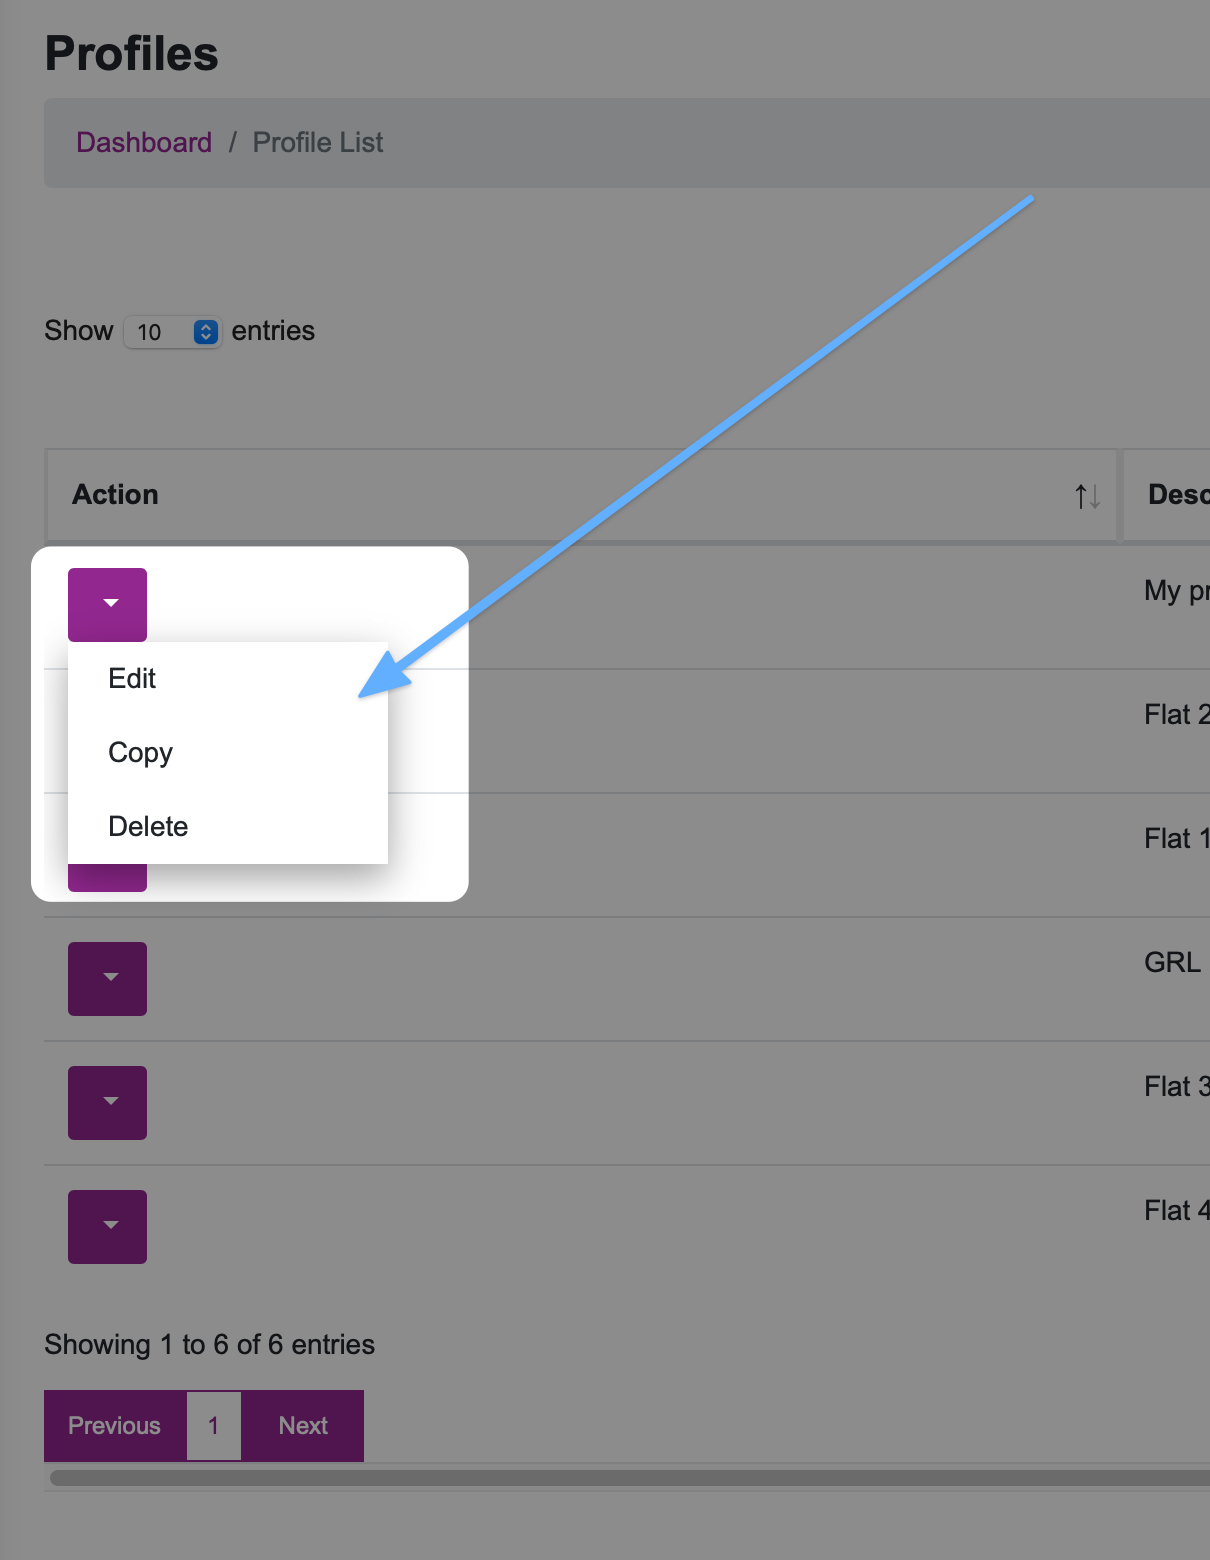 Profiles
Dashboard / Profile List
Show 10 entries
Action Desc
My pr
Edit
Flat 2
Copy
Delete
Flat 1
GRL
Flat 3
Flat 4
Showing 1 to 6 of 6 entries
Previous 1 Next